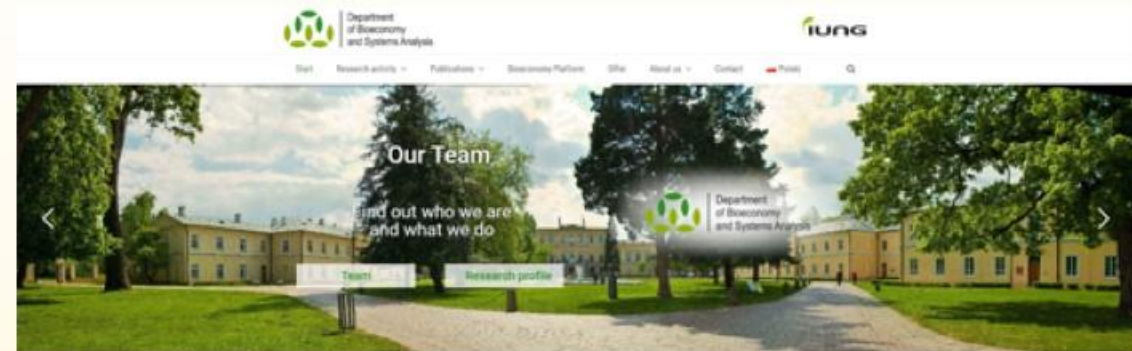 Department
of Bioeconomy
and Systems Analysis
IUNG
Start Research activity Publications Bioeconomy Platform Offer About us Contact Polski
Our Team
Find out who we are
and what we do
Department
of Bioeconomy
and Systems Analysis
Team Research profile